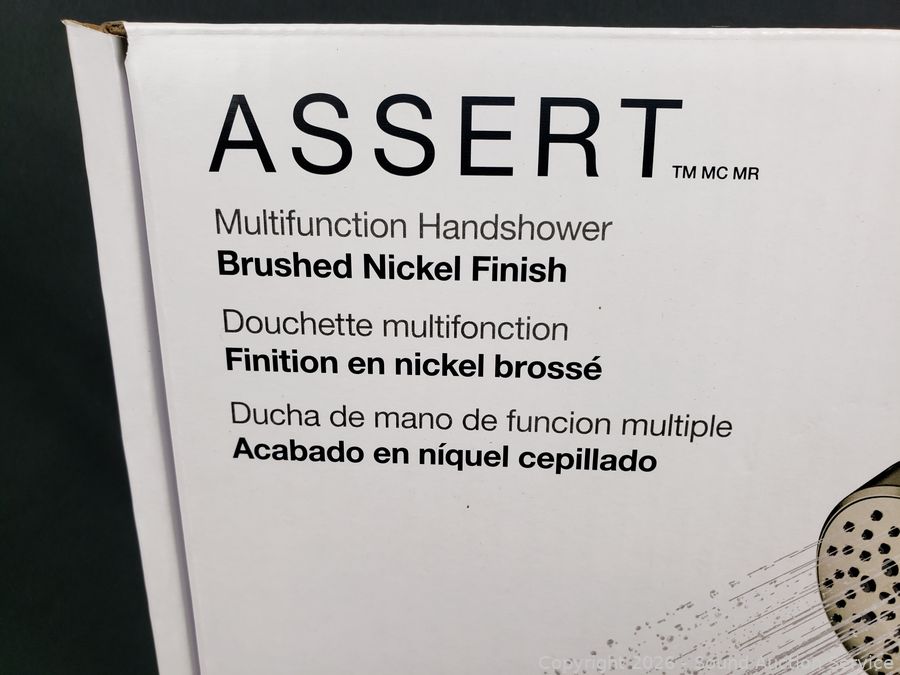 ASSERT TM MC MR
Multifunction Handshower
Brushed Nickel Finish
Douchette multifonction
Finition en nickel brossé
Ducha de mano de funcion multiple
Acabado en níquel cepillado
Copyright 2026 - Sound Auction Service